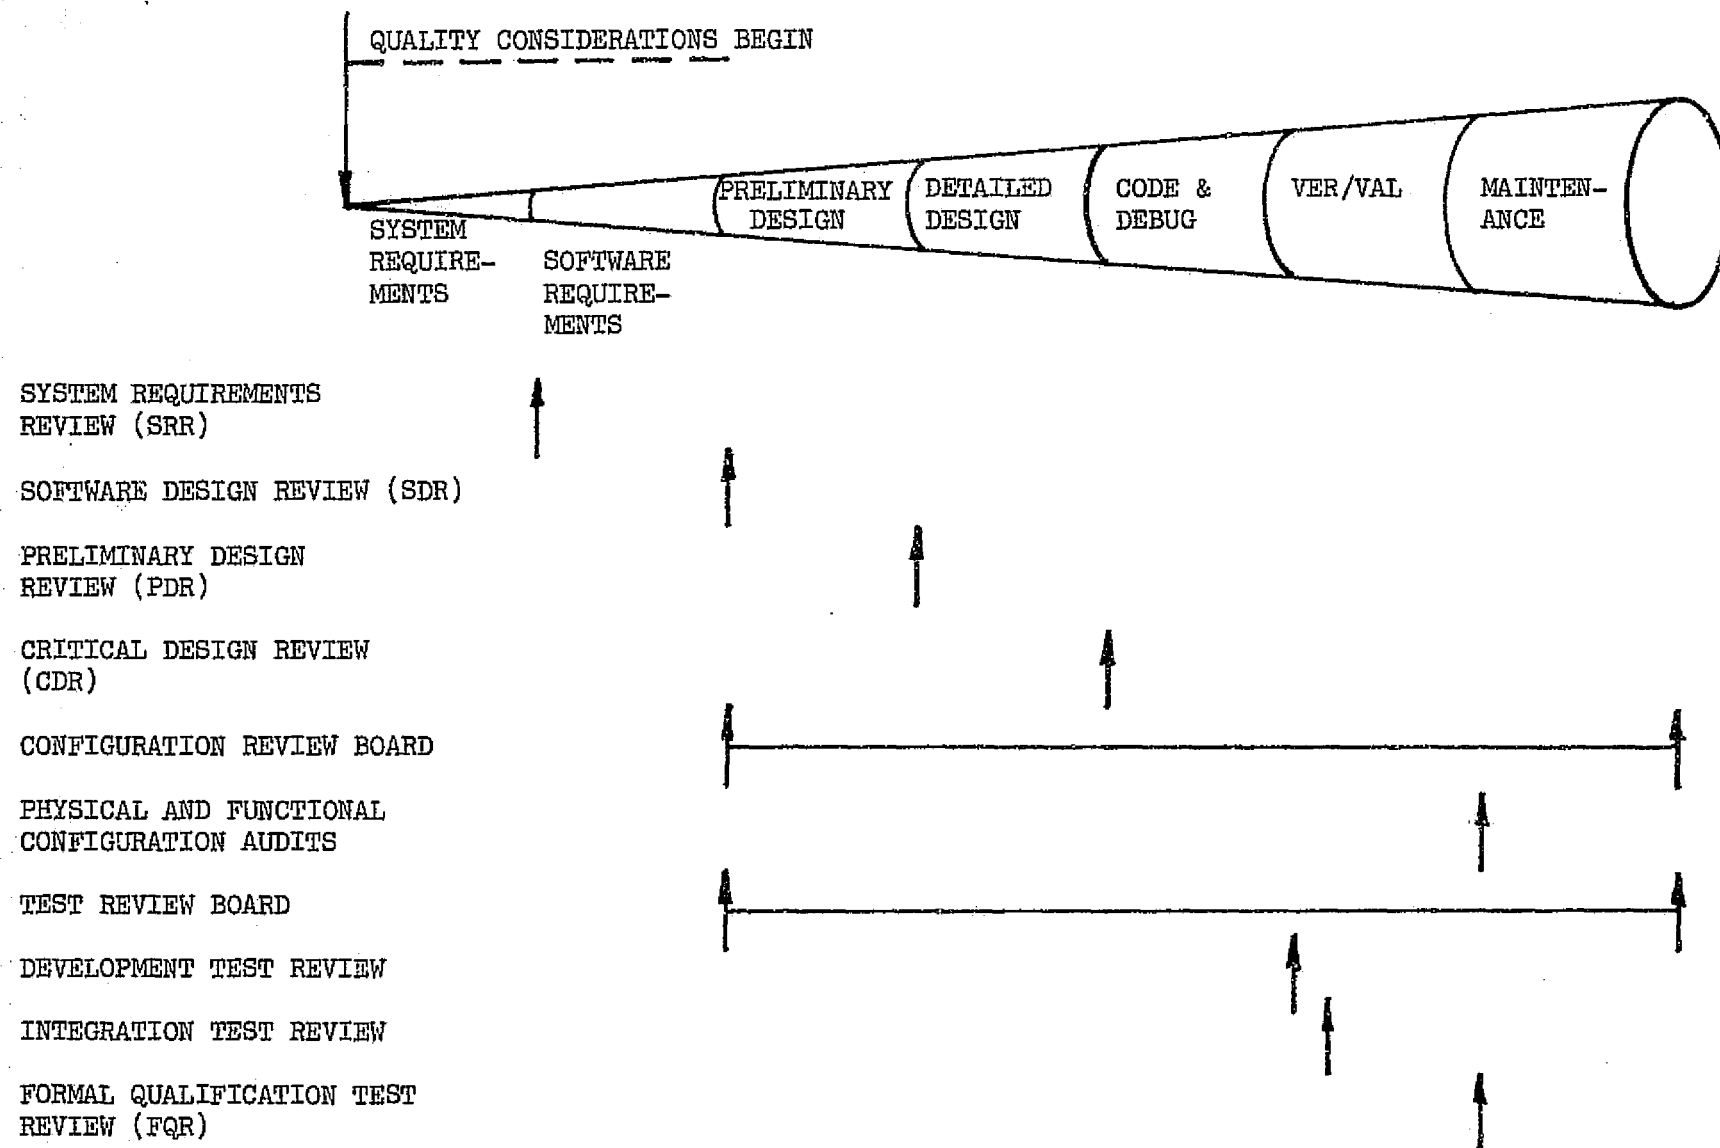 QUALITY CONSIDERATIONS BEGIN
PRELIMINARY
DESIGN
DETAILED
DESIGN
CODE &
DEBUG
VER/VAL
MAINTEN-
ANCE
SYSTEM
REQUIRE-
MENTS
SOFTWARE
REQUIRE-
MENTS
SYSTEM REQUIREMENTS
REVIEW (SRR)
SOFTWARE DESIGN REVIEW (SDR)
PRELIMINARY DESIGN
REVIEW (PDR)
CRITICAL DESIGN REVIEW
(CDR)
CONFIGURATION REVIEW BOARD
PHYSICAL AND FUNCTIONAL
CONFIGURATION AUDITS
TEST REVIEW BOARD
DEVELOPMENT TEST REVIEW
INTEGRATION TEST REVIEW
FORMAL QUALIFICATION TEST
REVIEW (FQR)